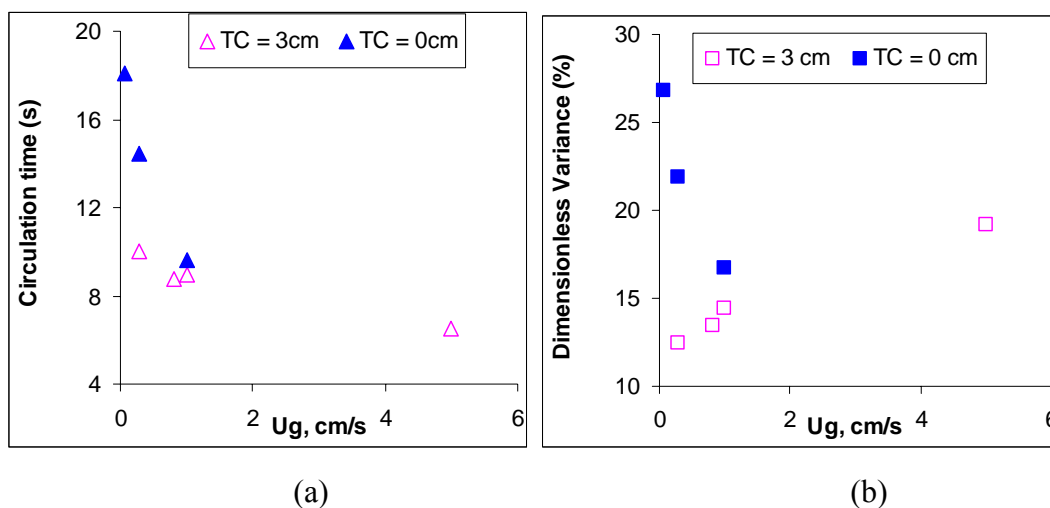 TC = 3cm TC = 0cm
20
16
12
8
4
Circulation time (s)
0 2 4 6
Ug, cm/s
(a)
TC = 3 cm TC = 0 cm
30
25
20
15
10
Dimensionless Variance (%)
0 2 4 6
Ug, cm/s
(b)